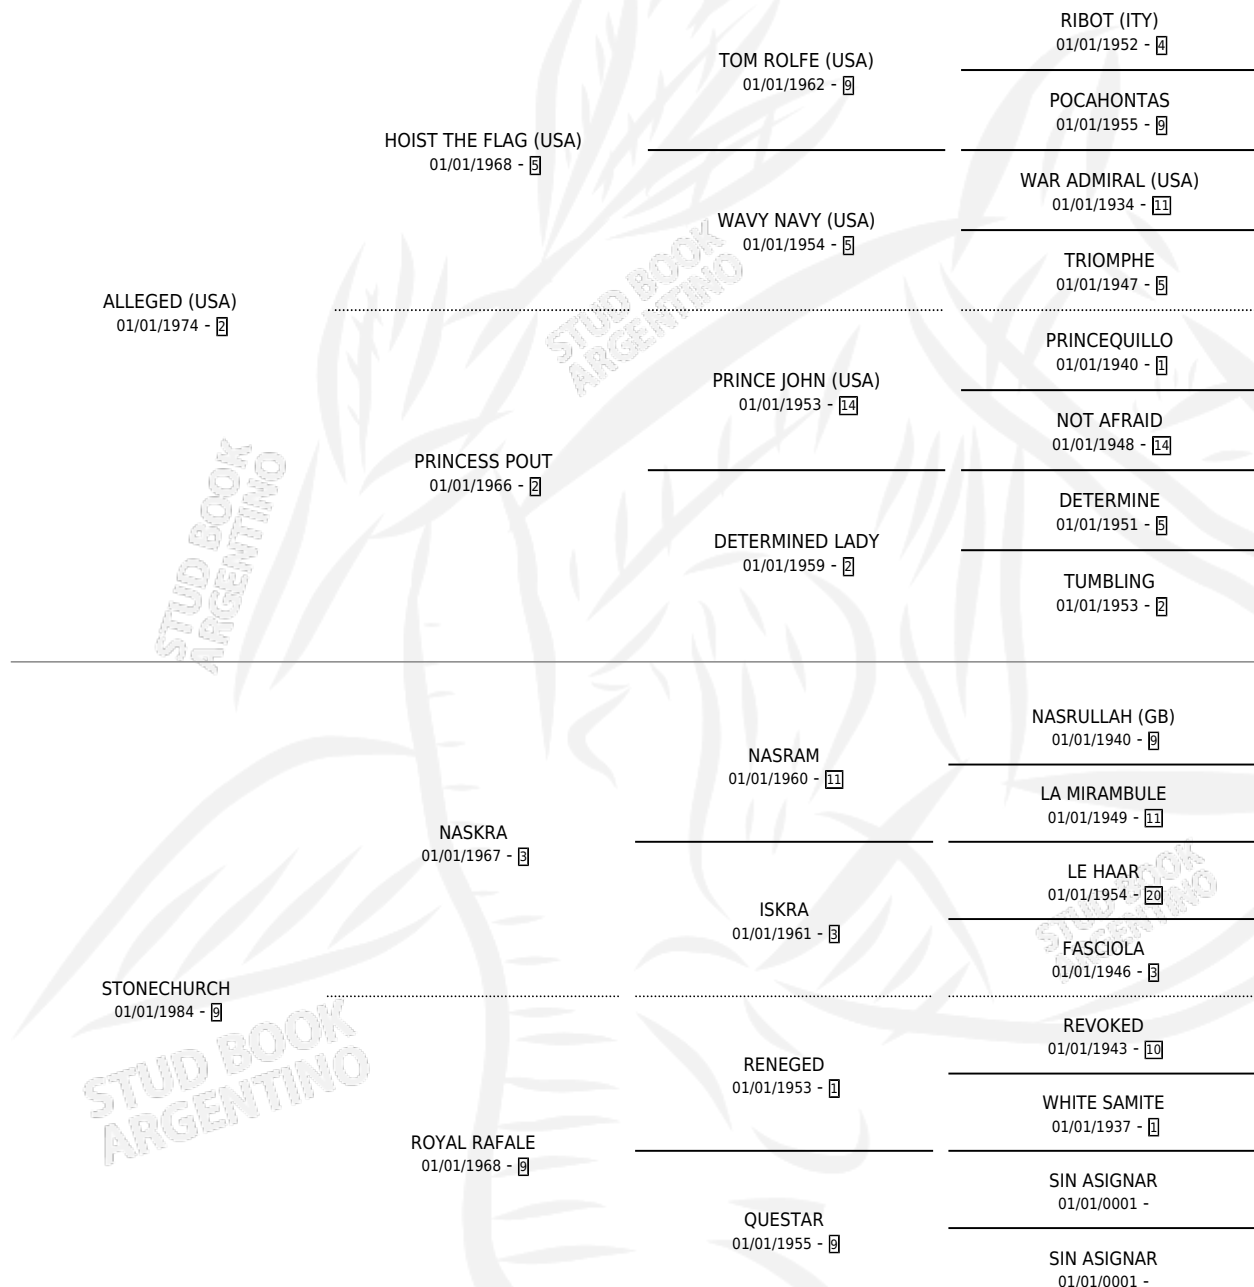 RIBOT (ITY)
01/01/1952 - 4
TOM ROLFE (USA)
01/01/1962 - 9
POCAHONTAS
01/01/1955 - 9
HOIST THE FLAG (USA)
01/01/1968 - 5
WAR ADMIRAL (USA)
01/01/1934 - 11
WAVY NAVY (USA)
01/01/1954 - 5
TRIOMPHE
01/01/1947 - 5
ALLEGED (USA)
01/01/1974 - 2
PRINCEQUILLO
01/01/1940 - 1
PRINCE JOHN (USA)
01/01/1953 - 14
NOT AFRAID
01/01/1948 - 14
PRINCESS POUT
01/01/1966 - 2
DETERMINE
01/01/1951 - 5
DETERMINED LADY
01/01/1959 - 2
TUMBLING
01/01/1953 - 2
STUD BOOK
ARGENTINO
STUD BOOK
ARGENTINO
NASRULLAH (GB)
01/01/1940 - 9
NASRAM
01/01/1960 - 11
LA MIRAMBULE
01/01/1949 - 11
NASKRA
01/01/1967 - 3
LE HAAR
01/01/1954 - 20
ISKRA
01/01/1961 - 3
FASCIOLA
01/01/1946 - 3
STONECHURCH
01/01/1984 - 9
REVOKED
01/01/1943 - 10
RENEGED
01/01/1953 - 1
WHITE SAMITE
01/01/1937 - 1
ROYAL RAFALE
01/01/1968 - 9
SIN ASIGNAR
01/01/0001 -
QUESTAR
01/01/1955 - 9
SIN ASIGNAR
01/01/0001 -
STUD BOOK
ARGENTINO
STUD BOOK
ARGENTINO